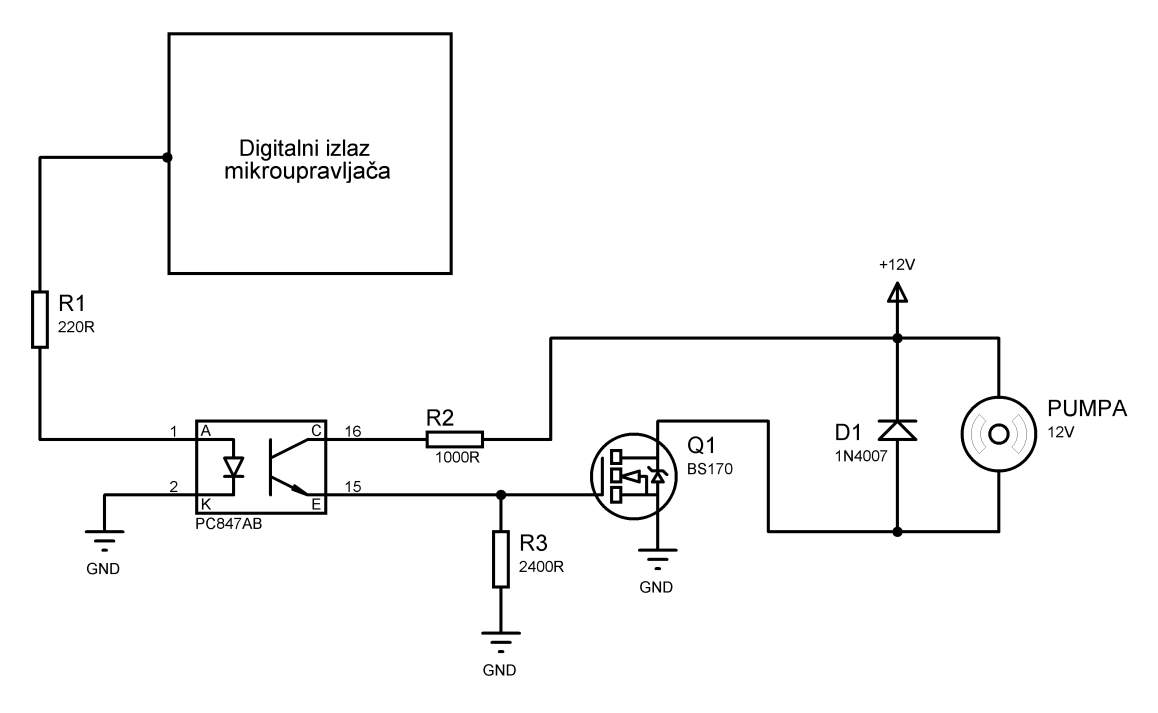 Digitalni izlaz
mikroupravljača
+12V
R1
220R
PUMPA
12V
R2
1000R
Q1
BS170
D1
1N4007
1
A
C
16
2
K
E
15
PC847AB
GND
R3
2400R
GND
GND